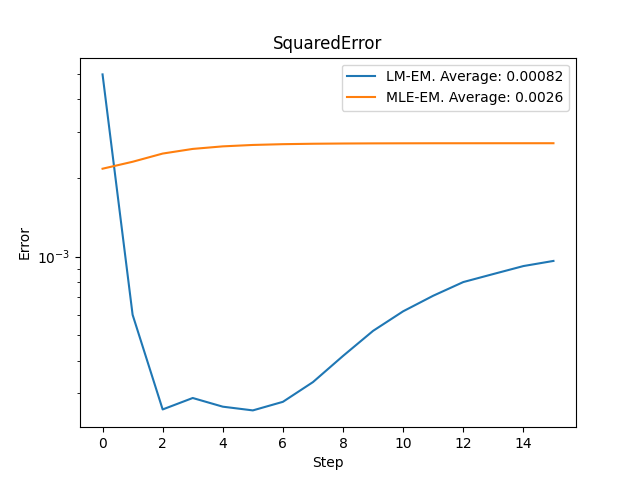 SquaredError
LM-EM. Average: 0.00082
MLE-EM. Average: 0.0026
Error
10⁻³
0 2 4 6 8 10 12 14
Step